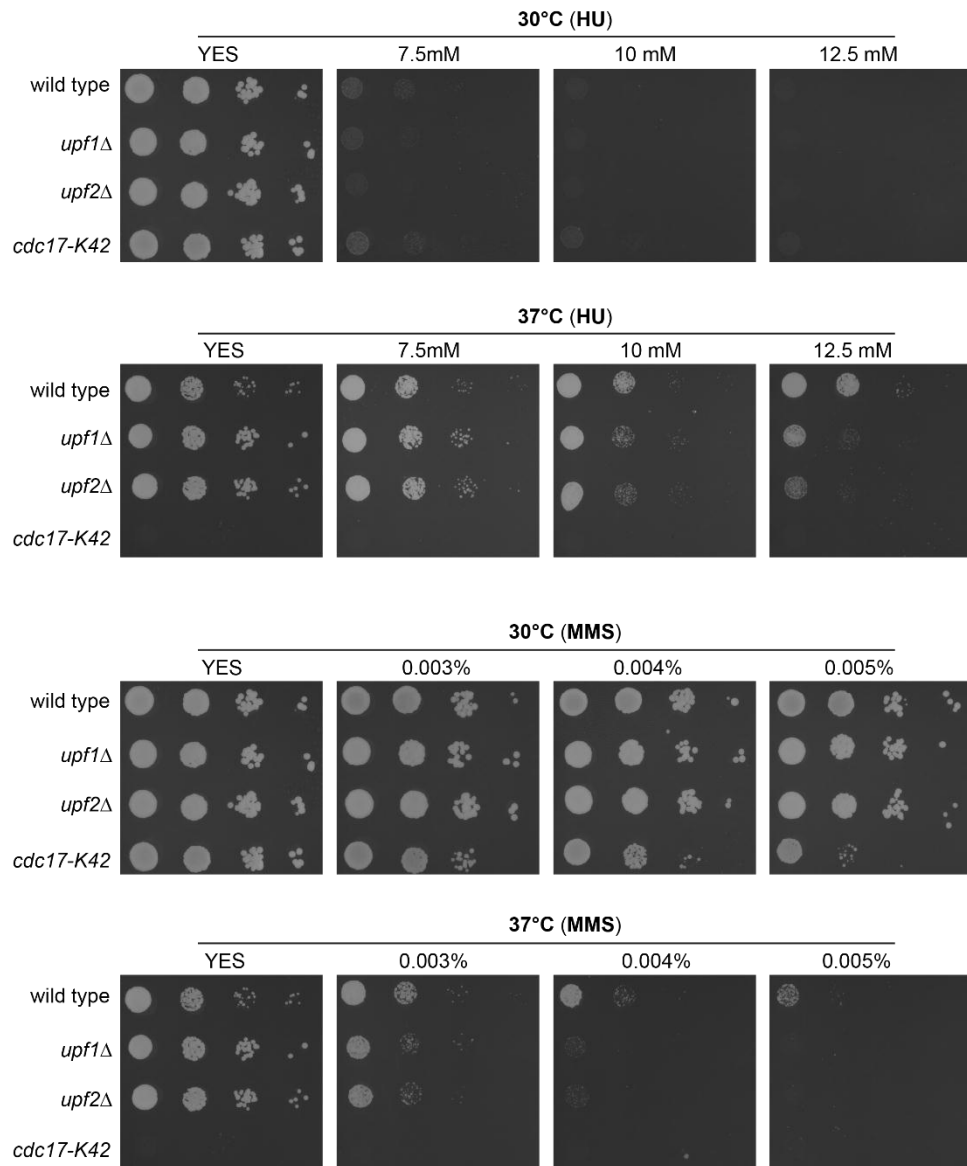 30°C (HU)
YES 7.5mM 10 mM 12.5 mM
wild type
upf1Δ
upf2Δ
cdc17-K42
37°C (HU)
YES 7.5mM 10 mM 12.5 mM
wild type
upf1Δ
upf2Δ
cdc17-K42
30°C (MMS)
YES 0.003% 0.004% 0.005%
wild type
upf1Δ
upf2Δ
cdc17-K42
37°C (MMS)
YES 0.003% 0.004% 0.005%
wild type
upf1Δ
upf2Δ
cdc17-K42